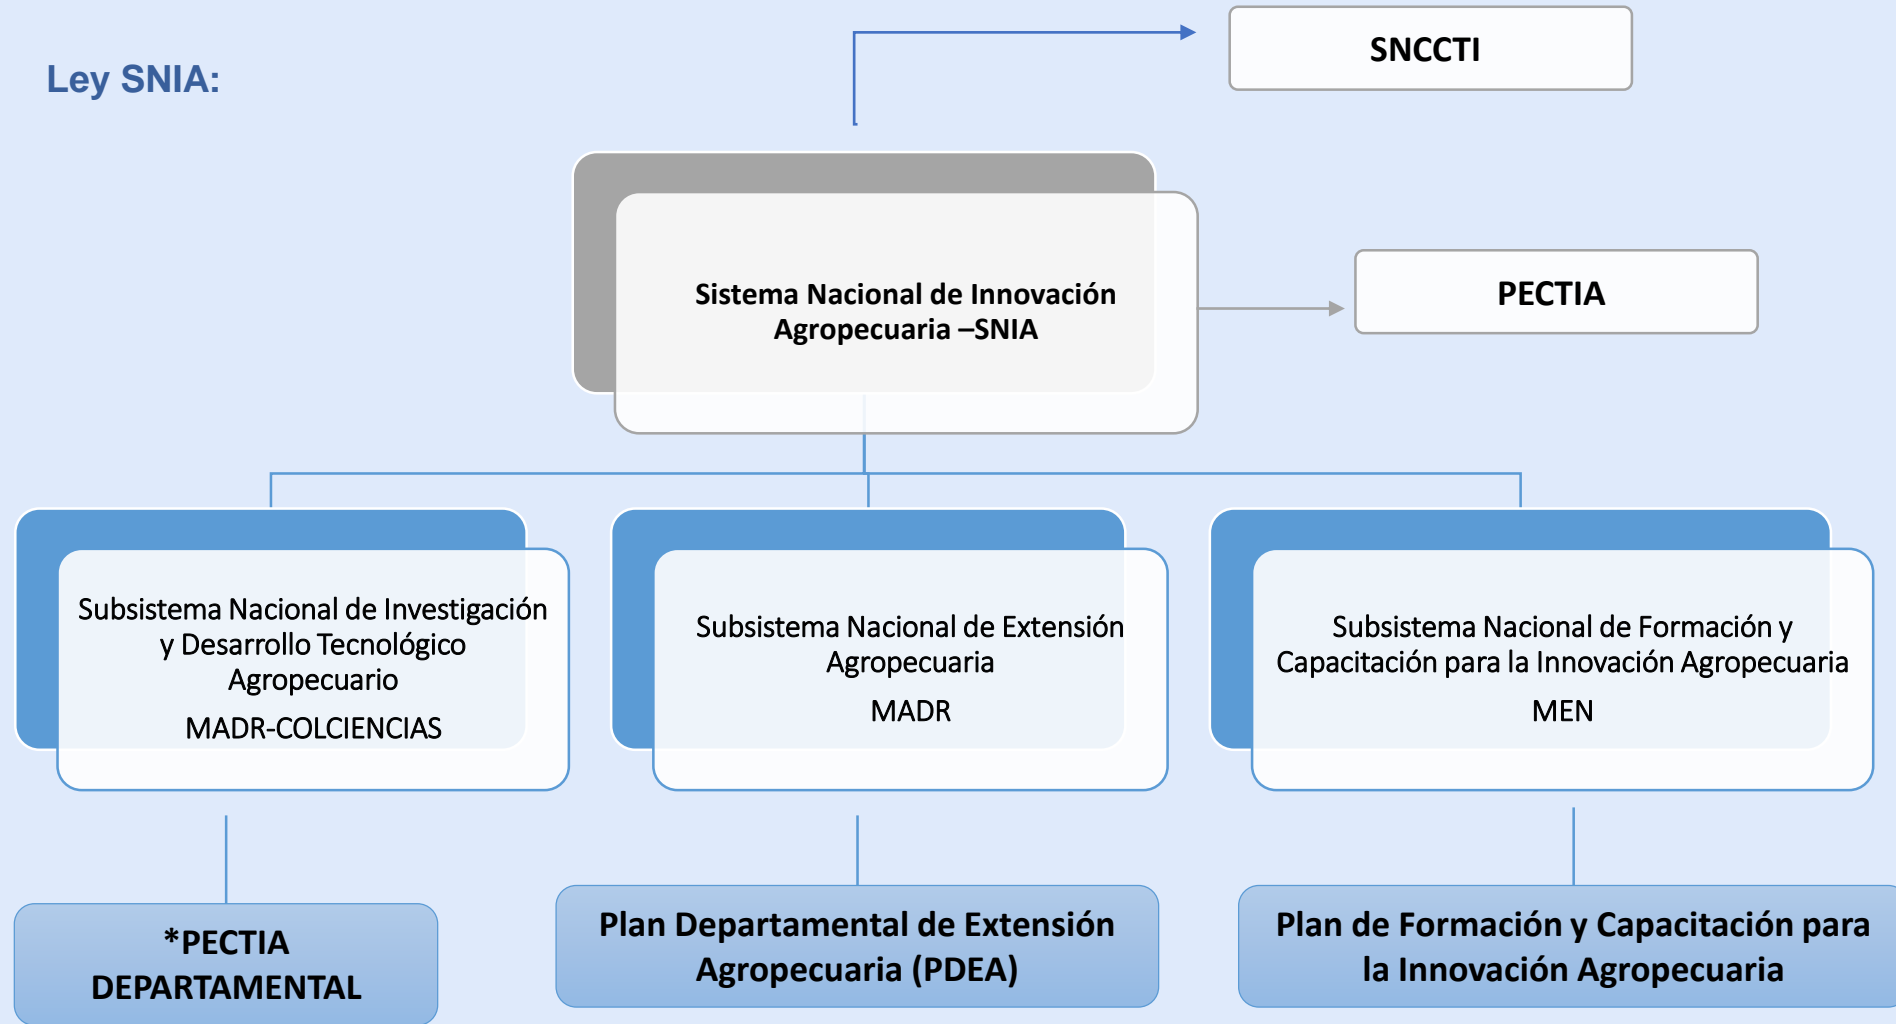 SNCCTI
Ley SNIA:
Sistema Nacional de Innovación
Agropecuaria –SNIA
PECTIA
Subsistema Nacional de Investigación
y Desarrollo Tecnológico
Agropecuario
MADR-COLCIENCIAS
Subsistema Nacional de Extensión
Agropecuaria
MADR
Subsistema Nacional de Formación y
Capacitación para la Innovación Agropecuaria
MEN
*PECTIA
DEPARTAMENTAL
Plan Departamental de Extensión
Agropecuaria (PDEA)
Plan de Formación y Capacitación para
la Innovación Agropecuaria